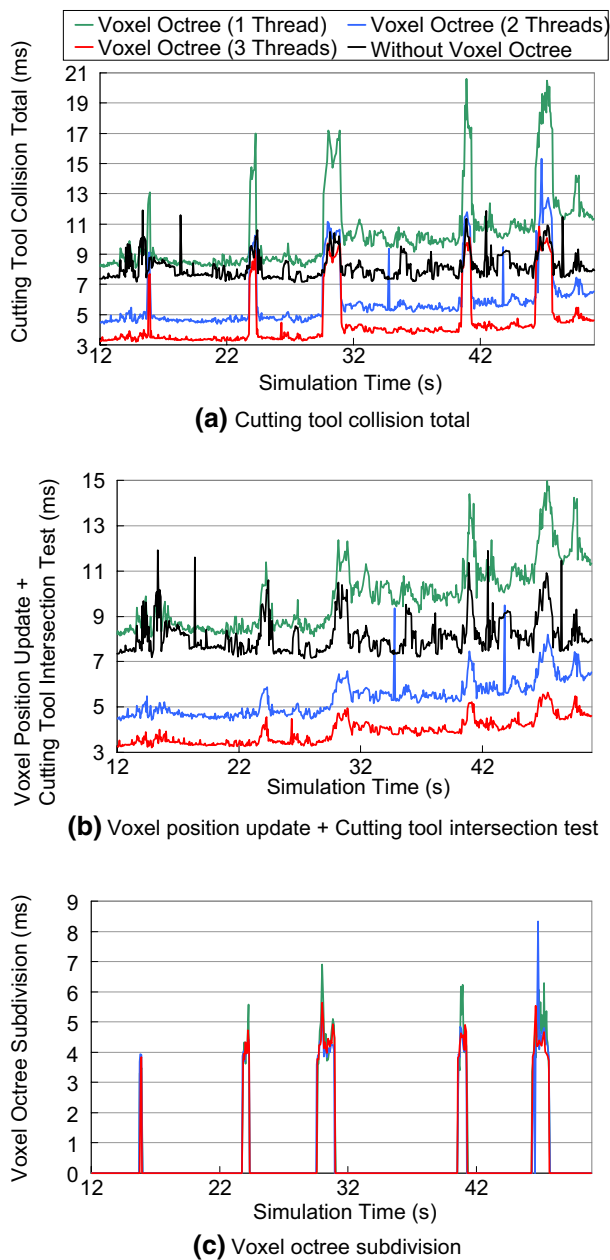 Voxel Octree (1 Thread) Voxel Octree (2 Threads)
Voxel Octree (3 Threads) Without Voxel Octree
Cutting Tool Collision Total (ms)
21
19
17
15
13
11
9
7
5
3
12 22 32 42
Simulation Time (s)
(a) Cutting tool collision total
Voxel Position Update +
Cutting Tool Intersection Test (ms)
15
13
11
9
7
5
3
12 22 32 42
Simulation Time (s)
(b) Voxel position update + Cutting tool intersection test
Voxel Octree Subdivision (ms)
9
8
7
6
5
4
3
2
1
0
12 22 32 42
Simulation Time (s)
(c) Voxel octree subdivision